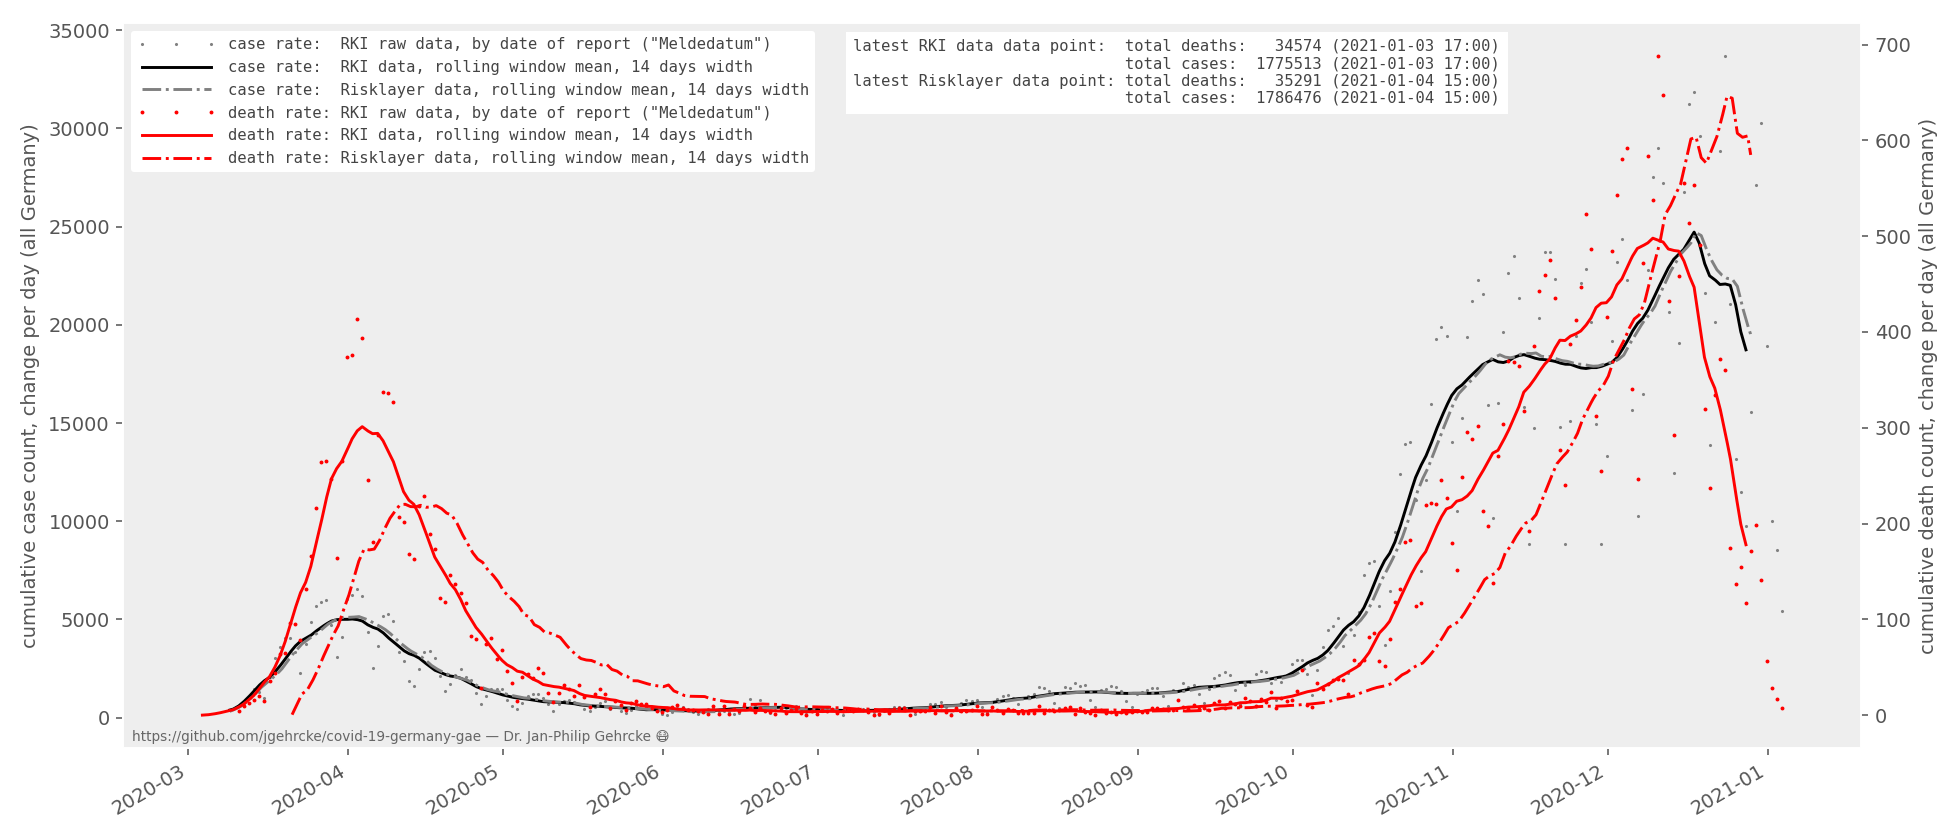 35000
30000
25000
20000
15000
10000
5000
0
cumulative case count, change per day (all Germany)
case rate:  RKI raw data, by date of report ("Meldedatum")
case rate:  RKI data, rolling window mean, 14 days width
case rate:  Risklayer data, rolling window mean, 14 days width
death rate: RKI raw data, by date of report ("Meldedatum")
death rate: RKI data, rolling window mean, 14 days width
death rate: Risklayer data, rolling window mean, 14 days width
latest RKI data data point:  total deaths:   34574 (2021-01-03 17:00)
total cases:  1775513 (2021-01-03 17:00)
latest Risklayer data point: total deaths:   35291 (2021-01-04 15:00)
total cases:  1786476 (2021-01-04 15:00)
700
600
500
400
300
200
100
0
cumulative death count, change per day (all Germany)
https://github.com/jgehrcke/covid-19-germany-gae — Dr. Jan-Philip Gehrcke 😷
2020-03
2020-04
2020-05
2020-06
2020-07
2020-08
2020-09
2020-10
2020-11
2020-12
2021-01